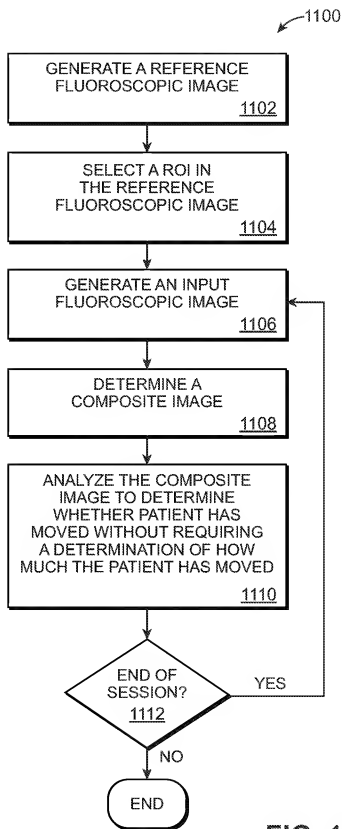 1100
GENERATE A REFERENCE
FLUOROSCOPIC IMAGE
1102
SELECT A ROI IN
THE REFERENCE
FLUOROSCOPIC IMAGE
1104
GENERATE AN INPUT
FLUOROSCOPIC IMAGE
1106
DETERMINE A
COMPOSITE IMAGE
1108
ANALYZE THE COMPOSITE
IMAGE TO DETERMINE
WHETHER PATIENT HAS
MOVED WITHOUT REQUIRING
A DETERMINATION OF HOW
MUCH THE PATIENT HAS MOVED
1110
END OF
SESSION?
1112
YES
NO
END